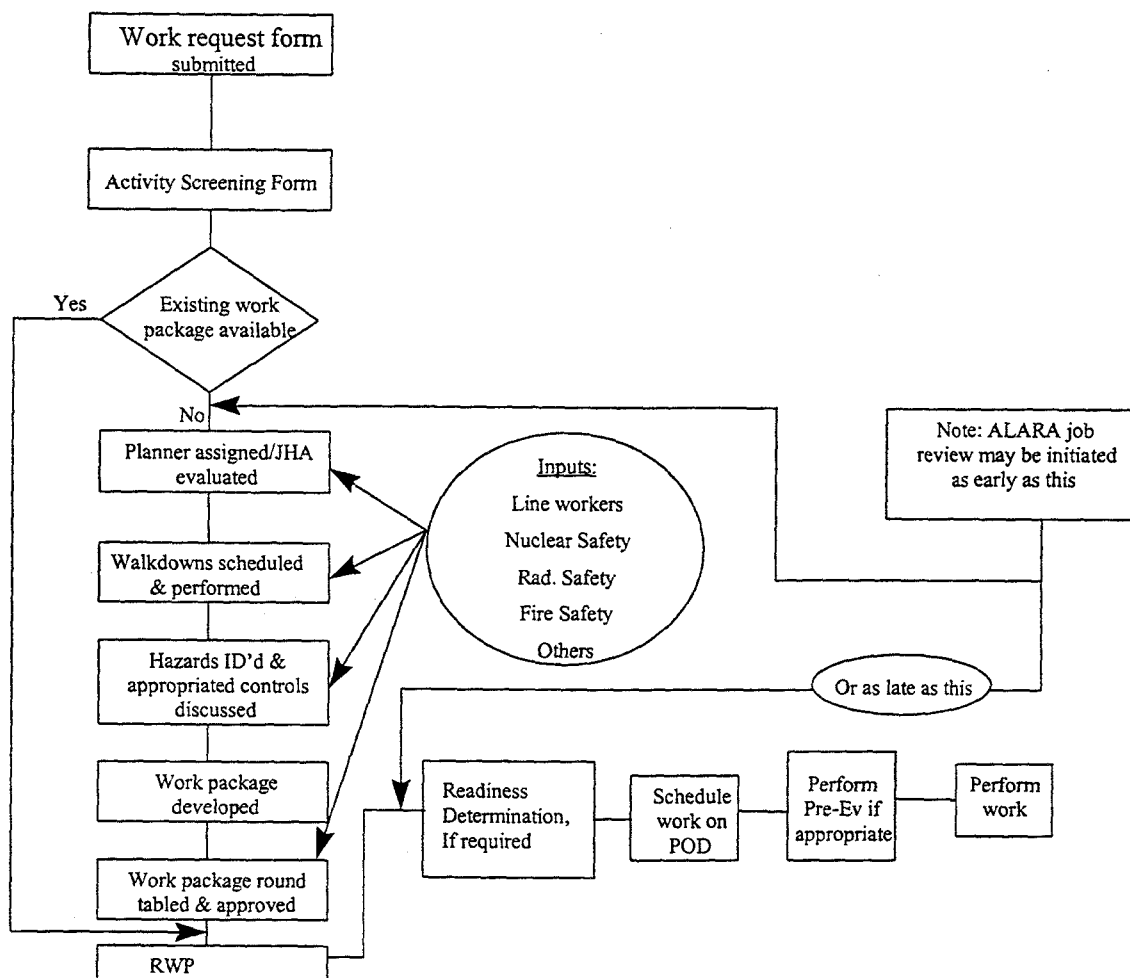 Work request form
submitted
Activity Screening Form
Yes
Existing work
package available
No
Planner assigned/JHA
evaluated
Walkdowns scheduled
& performed
Hazards ID'd &
appropriated controls
discussed
Work package
developed
Work package round
tabled & approved
RWP
Inputs:
Line workers
Nuclear Safety
Rad. Safety
Fire Safety
Others
Note: ALARA job
review may be initiated
as early as this
Or as late as this
Readiness
Determination,
If required
Schedule
work on
POD
Perform
Pre-Ev if
appropriate
Perform
work